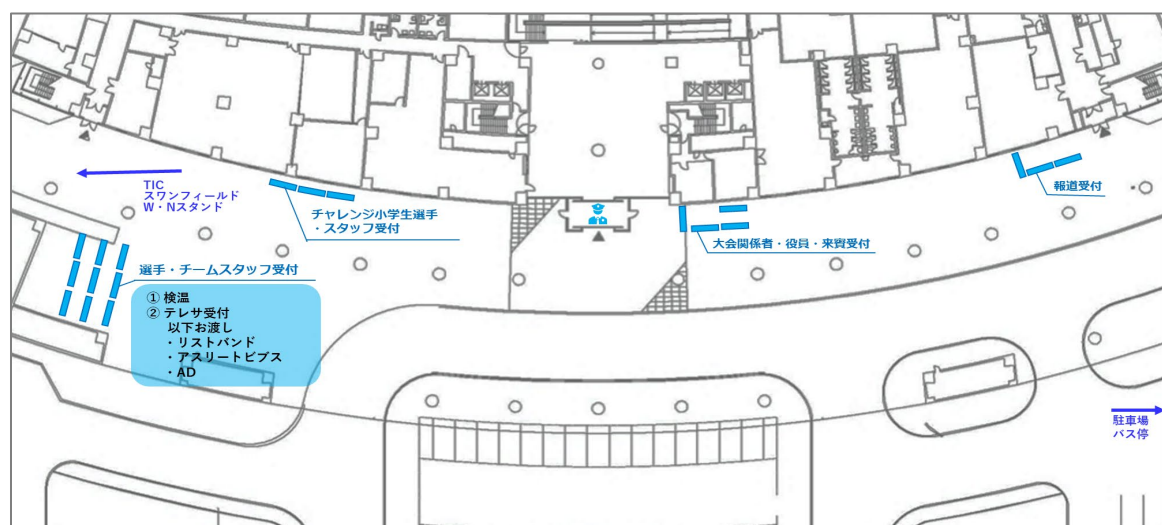 TIC
スワンフィールド
W・Nスタンド
チャレンジ小学生選手
・スタッフ受付
報道受付
大会関係者・役員・来賓受付
選手・チームスタッフ受付
① 検温
② テレサ受付
以下お渡し
・リストバンド
・アスリートビブス
・AD
駐車場
バス停